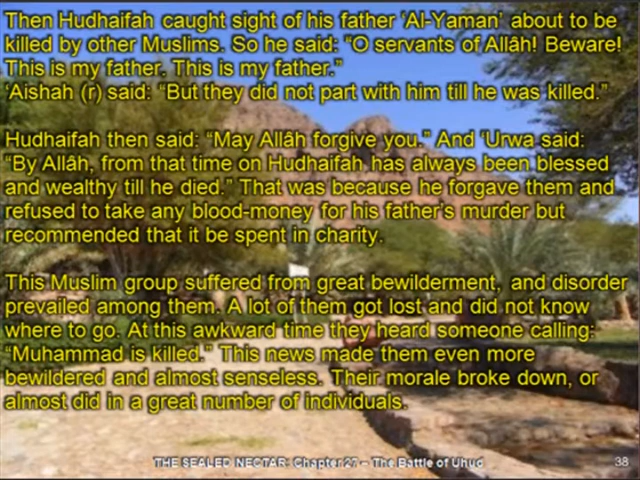 Then Hudhaifah caught sight of his father ‘Al-Yaman’ about to be
killed by other Muslims. So he said: “O servants of Allâh! Beware!
This is my father. This is my father.”
‘Aishah (r) said: “But they did not part with him till he was killed.”
Hudhaifah then said: “May Allâh forgive you.” And ‘Urwa said:
“By Allâh, from that time on Hudhaifah has always been blessed
and wealthy till he died.” That was because he forgave them and
refused to take any blood-money for his father's murder but
recommended that it be spent in charity.
This Muslim group suffered from great bewilderment, and disorder
prevailed among them. A lot of them got lost and did not know
where to go. At this awkward time they heard someone calling:
“Muhammad is killed.” This news made them even more
bewildered and almost senseless. Their morale broke down, or
almost did in a great number of individuals.
THE SEALED NECTAR: Chapter 27 – The Battle of Uhud
38